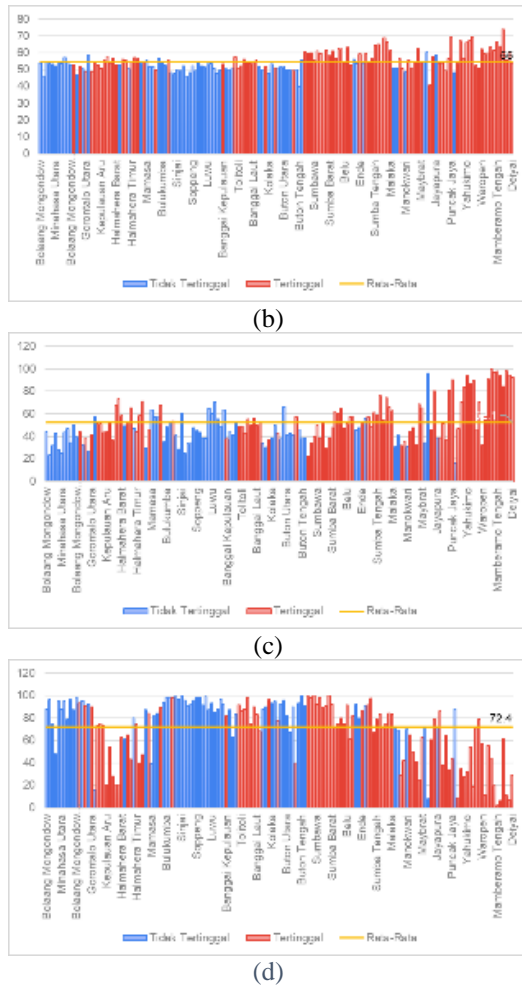 80
70
60
50
40
30
20
10
0
55
Bolaang Mongondow
Minahasa Utara
Bolaang Mongondow
Gorontalo Utara
Kepulauan Aru
Halmahera Barat
Halmahera Timur
Mamasa
Bulukumba
Sinjai
Soppeng
Luwu
Banggai Kepulauan
Tolitoli
Banggai Laut
Kolaka
Buton Utara
Buton Tengah
Sumbawa
Sumba Barat
Belu
Ende
Sumba Tengah
Malaka
Manokwari
Maybrat
Jayapura
Puncak Jaya
Yahukimo
Waropen
Mamberamo Tengah
Deiyai
Tidak Tertinggal
Tertinggal
Rata-Rata
(b)
120
100
80
60
40
20
0
Bolaang Mongondow
Minahasa Utara
Bolaang Mongondow
Gorontalo Utara
Kepulauan Aru
Halmahera Barat
Halmahera Timur
Mamasa
Bulukumba
Sinjai
Soppeng
Luwu
Banggai Kepulauan
Tolitoli
Banggai Laut
Kolaka
Buton Utara
Buton Tengah
Sumbawa
Sumba Barat
Belu
Ende
Sumba Tengah
Malaka
Manokwari
Maybrat
Jayapura
Puncak Jaya
Yahukimo
Waropen
Mamberamo Tengah
Deiyai
Tidak Tertinggal
Tertinggal
Rata-Rata
(c)
120
100
80
60
40
20
0
72.4
Bolaang Mongondow
Minahasa Utara
Bolaang Mongondow
Gorontalo Utara
Kepulauan Aru
Halmahera Barat
Halmahera Timur
Mamasa
Bulukumba
Sinjai
Soppeng
Luwu
Banggai Kepulauan
Tolitoli
Banggai Laut
Kolaka
Buton Utara
Buton Tengah
Sumbawa
Sumba Barat
Belu
Ende
Sumba Tengah
Malaka
Manokwari
Maybrat
Jayapura
Puncak Jaya
Yahukimo
Waropen
Mamberamo Tengah
Deiyai
Tidak Tertinggal
Tertinggal
Rata-Rata
(d)